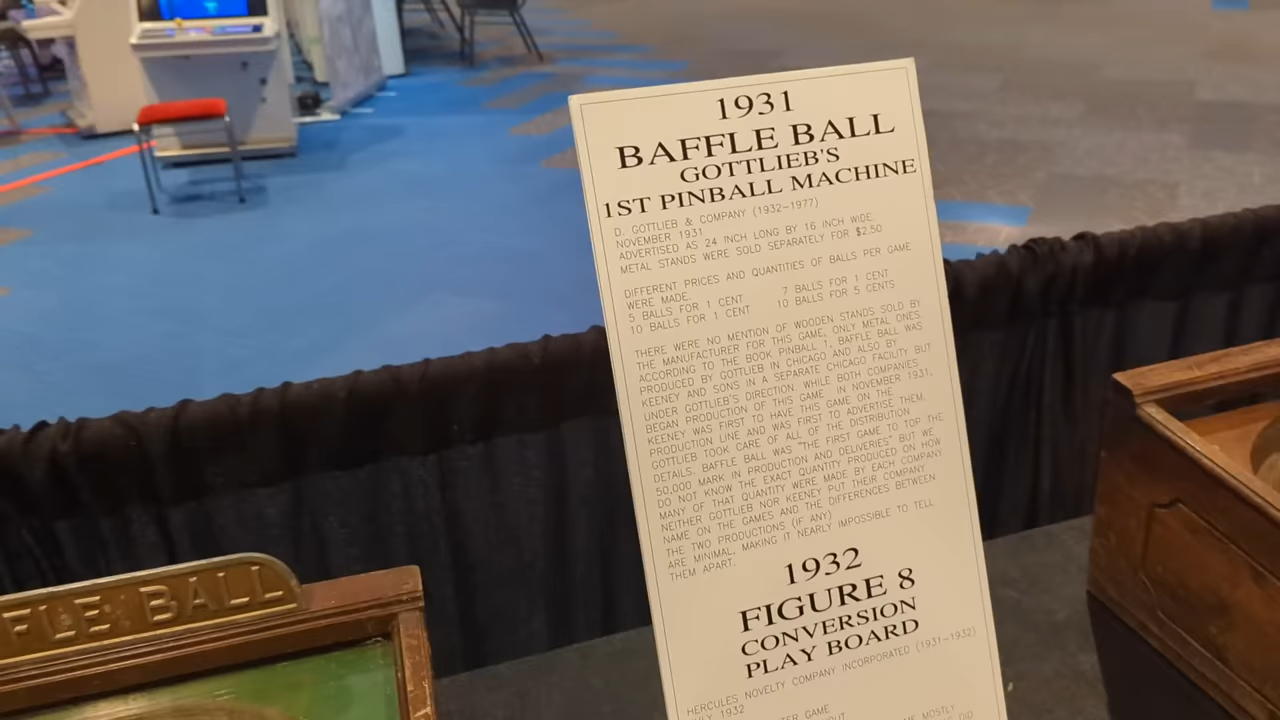 1931
BAFFLE BALL
GOTTLIEB'S
1ST PINBALL MACHINE
D. GOTTLIEB & COMPANY (1932-1977)
NOVEMBER 1931
ADVERTISED AS 24 INCH LONG BY 16 INCH WIDE.
METAL STANDS WERE SOLD SEPARATELY FOR $2.50
DIFFERENT PRICES AND QUANTITIES OF BALLS PER GAME
WERE MADE.
5 BALLS FOR 1 CENT 7 BALLS FOR 1 CENT
10 BALLS FOR 1 CENT 10 BALLS FOR 5 CENTS
THERE WERE NO MENTION OF WOODEN STANDS SOLD BY
THE MANUFACTURER FOR THIS GAME, ONLY METAL ONES.
ACCORDING TO THE BOOK PINBALL 1, BAFFLE BALL WAS
PRODUCED BY GOTTLIEB IN CHICAGO AND ALSO BY
KEENEY AND SONS IN A SEPARATE CHICAGO FACILITY BUT
UNDER GOTTLIEB'S DIRECTION. WHILE BOTH COMPANIES
BEGAN PRODUCTION OF THIS GAME IN NOVEMBER 1931,
KEENEY WAS FIRST TO HAVE THIS GAME ON THE
PRODUCTION LINE AND WAS FIRST TO ADVERTISE THEM.
GOTTLIEB TOOK CARE OF ALL OF THE DISTRIBUTION
DETAILS. BAFFLE BALL WAS "THE FIRST GAME TO TOP THE
50,000 MARK IN PRODUCTION AND DELIVERIES" BUT WE
DO NOT KNOW THE EXACT QUANTITY PRODUCED OR HOW
MANY OF THAT QUANTITY WERE MADE BY EACH COMPANY
NEITHER GOTTLIEB NOR KEENEY PUT THEIR COMPANY
NAME ON THE GAMES AND THE DIFFERENCES BETWEEN
THE TWO PRODUCTIONS (IF ANY)
ARE MINIMAL, MAKING IT NEARLY IMPOSSIBLE TO TELL
THEM APART.
1932
FIGURE 8
CONVERSION
PLAY BOARD
HERCULES NOVELTY COMPANY INCORPORATED (1931-1932)
1932
GAME
MOSTLY
DID
FLE BALL